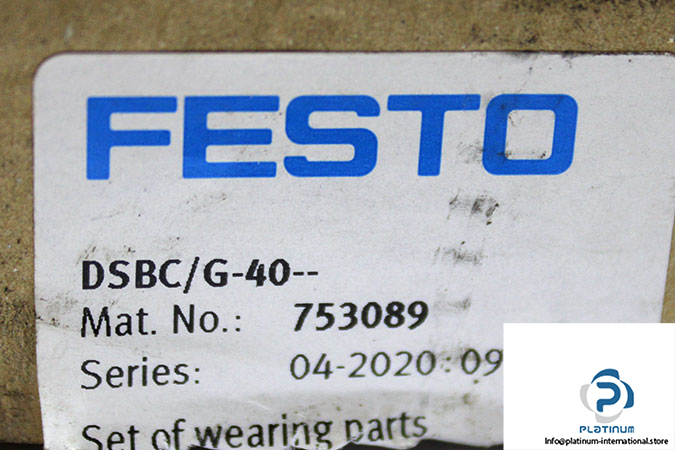 FESTO
DSBC/G-40--
Mat. No.: 753089
Series: 04-2020 09
Set of wearing parts
PLATINUM
Info@platinum-international.store